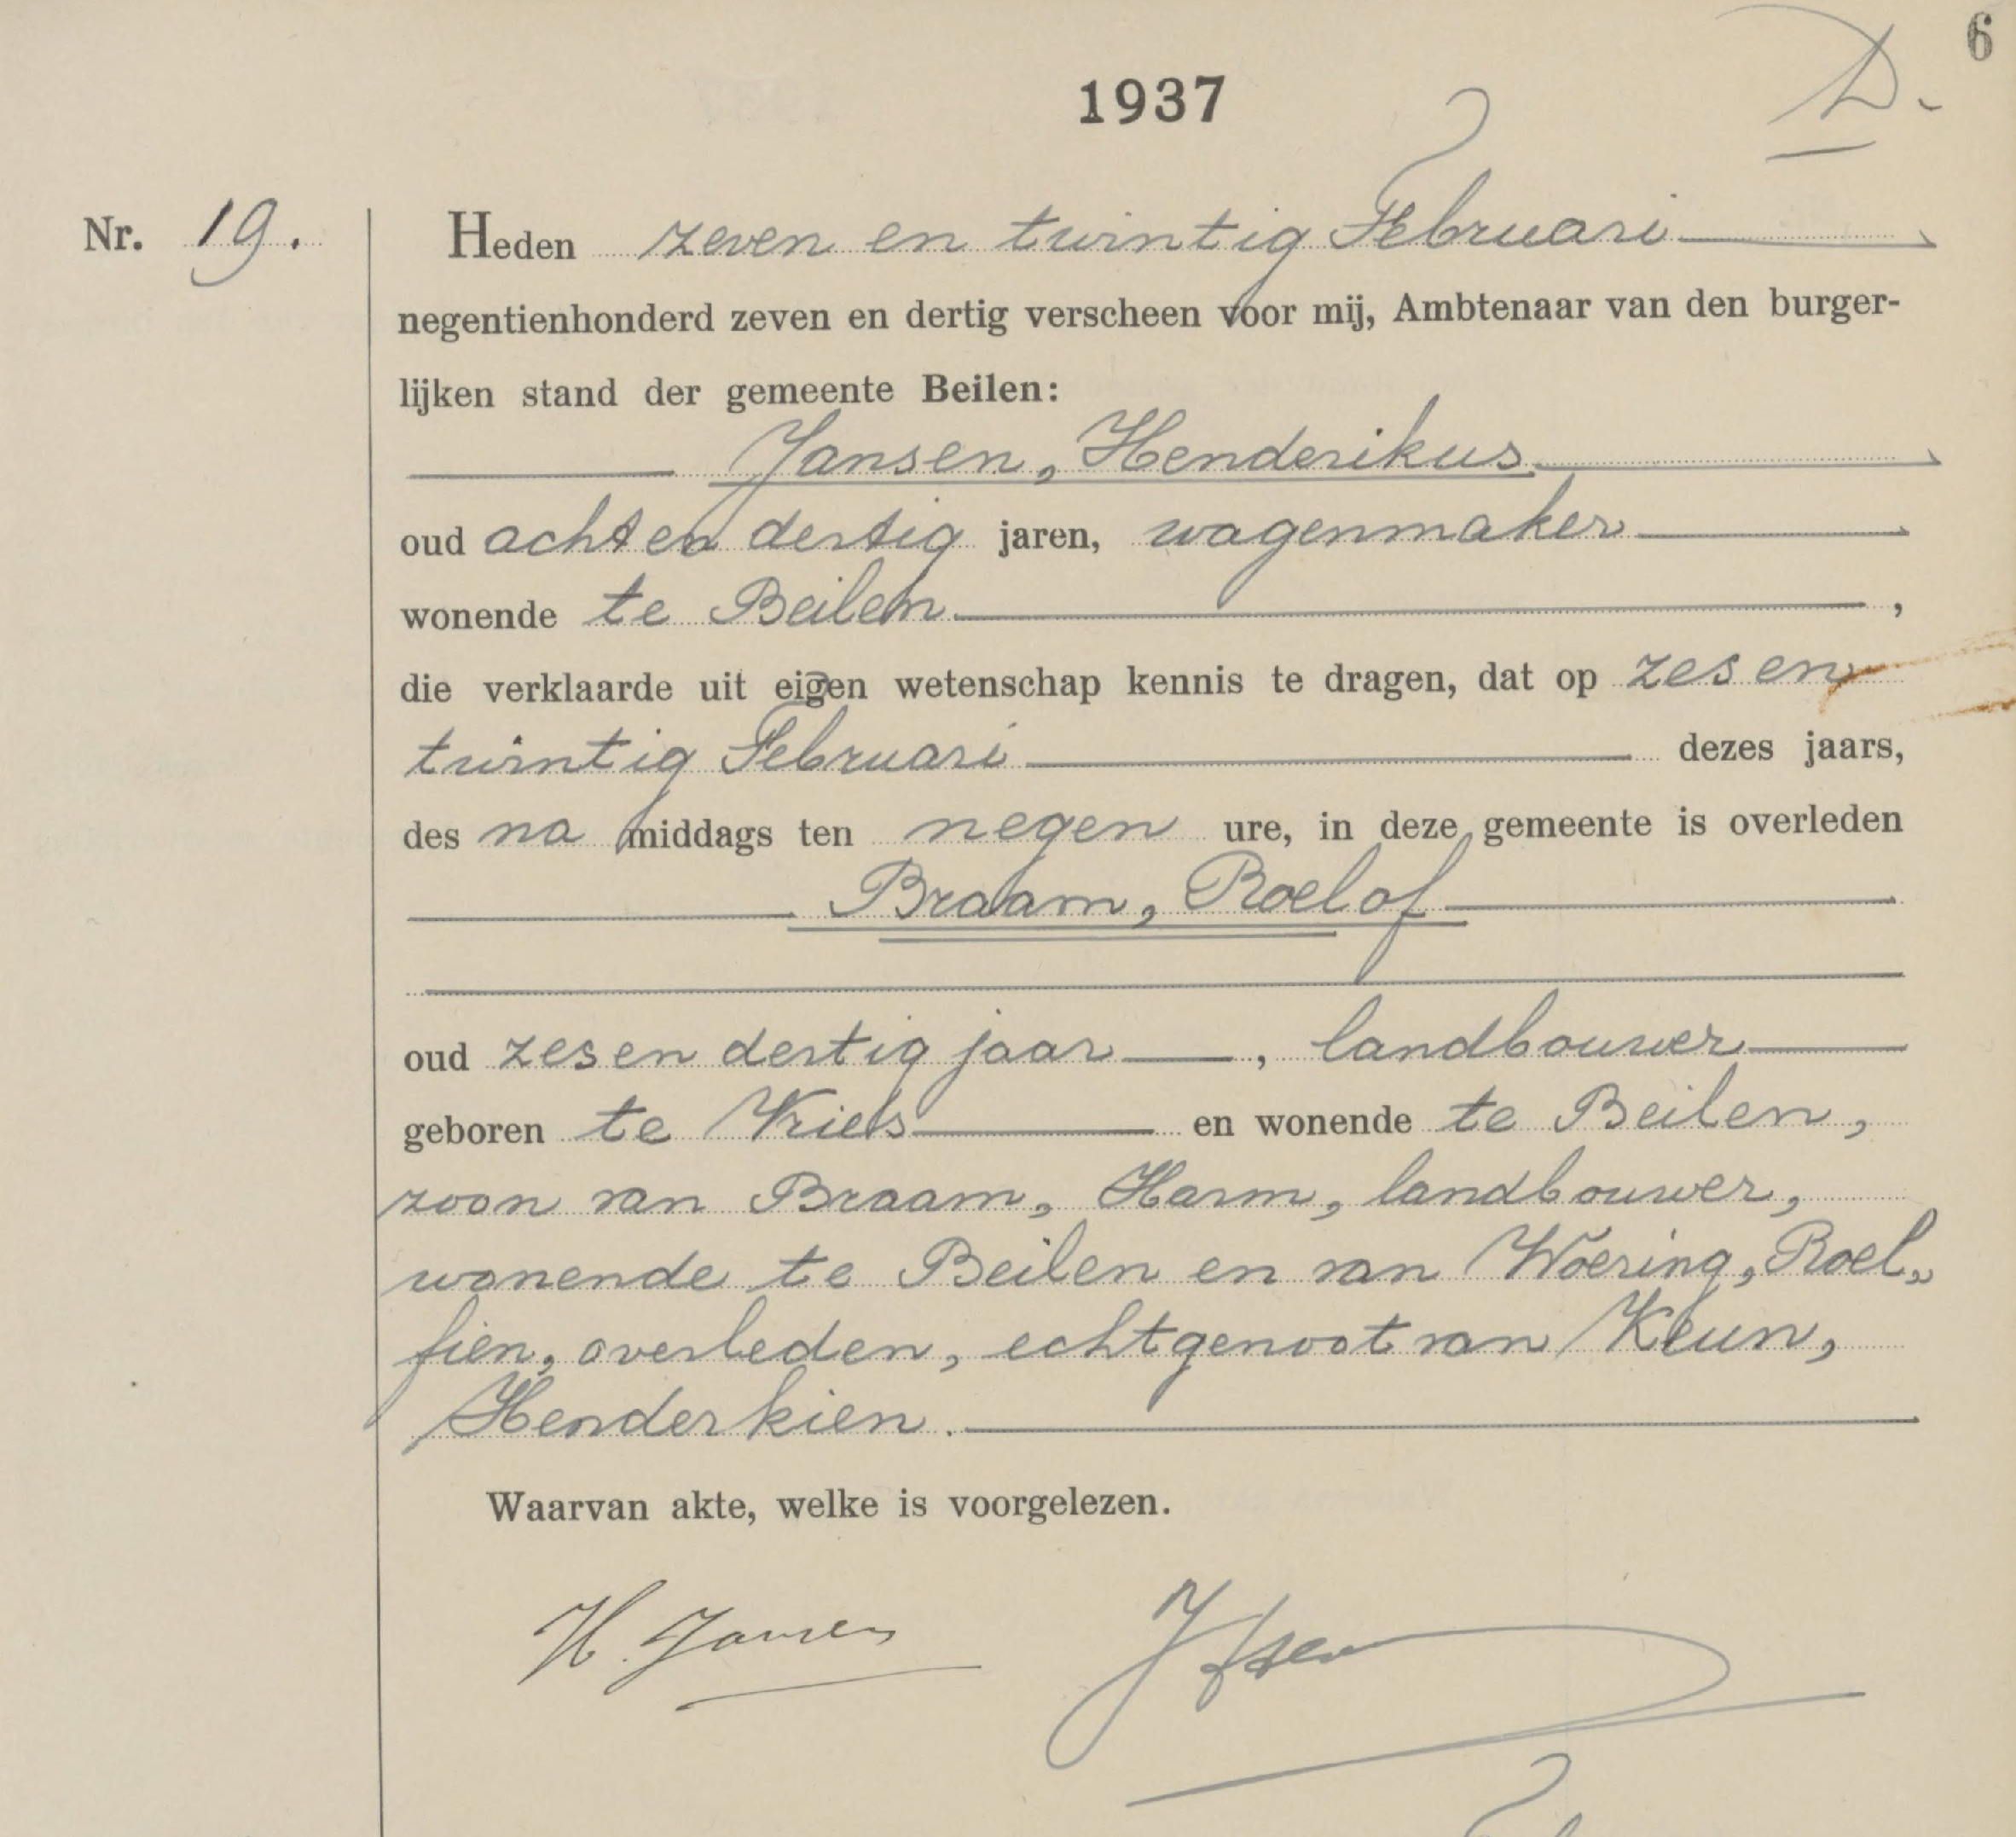 6
D.
1937
Nr. 19.
Heden zeven en twintig Februari
negentienhonderd zeven en dertig verscheen voor mij, Ambtenaar van den burger-
lijken stand der gemeente Beilen:
Jansen, Henderikus
oud acht en dertig jaren, wagenmaker
wonende te Beilen ,
die verklaarde uit eigen wetenschap kennis te dragen, dat op zes en
twintig Februari dezes jaars,
des na middags ten negen ure, in deze gemeente is overleden
Braam, Roelof
oud zes en dertig jaar , landbouwer
geboren te en wonende te Beilen,
zoon van Braam, Harm, landbouwer,
wonende te Beilen en van Woering, Roel„
fien, overleden, echtgenoot van Keun,
Henderkien.
Waarvan akte, welke is voorgelezen.
H. Jansen